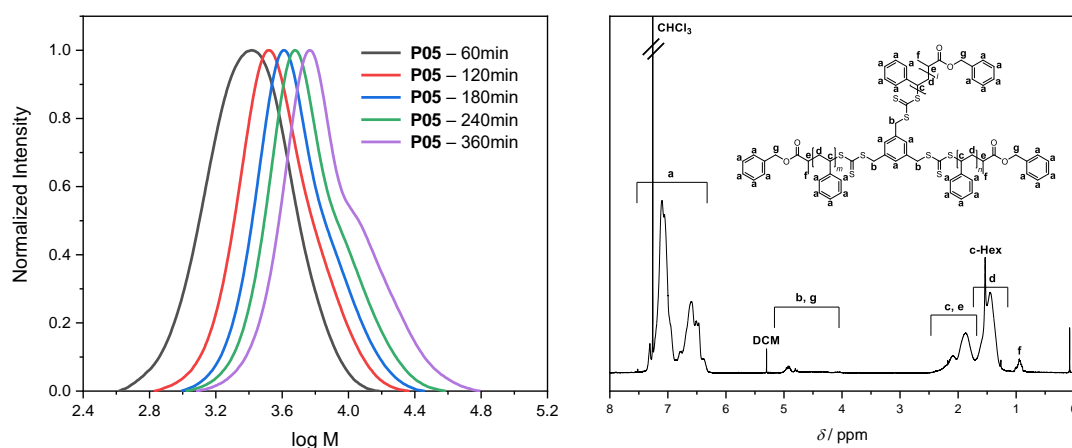 P05 – 60min
P05 – 120min
P05 – 180min
P05 – 240min
P05 – 360min
1.0
0.8
0.6
0.4
0.2
0.0
Normalized Intensity
2.4 2.8 3.2 3.6 4.0 4.4 4.8 5.2
log M
CHCl₃
a
b, g
DCM
c, e
c-Hex
d
f
a a a a a f e d l c g O O a a a a a
S S S
b
a a a
a a a a a g O O e f d c m a a a a a S S S b b S S S c d n a a a a a e f O O g a a a a a
8 7 6 5 4 3 2 1 0
δ / ppm